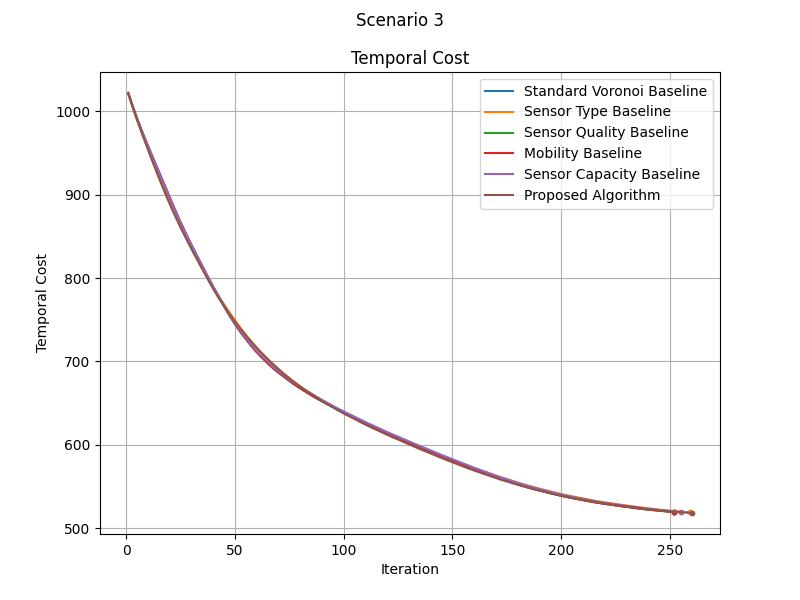 Scenario 3
Temporal Cost
Standard Voronoi Baseline
Sensor Type Baseline
Sensor Quality Baseline
Mobility Baseline
Sensor Capacity Baseline
Proposed Algorithm
Temporal Cost
1000
900
800
700
600
500
0 50 100 150 200 250
Iteration